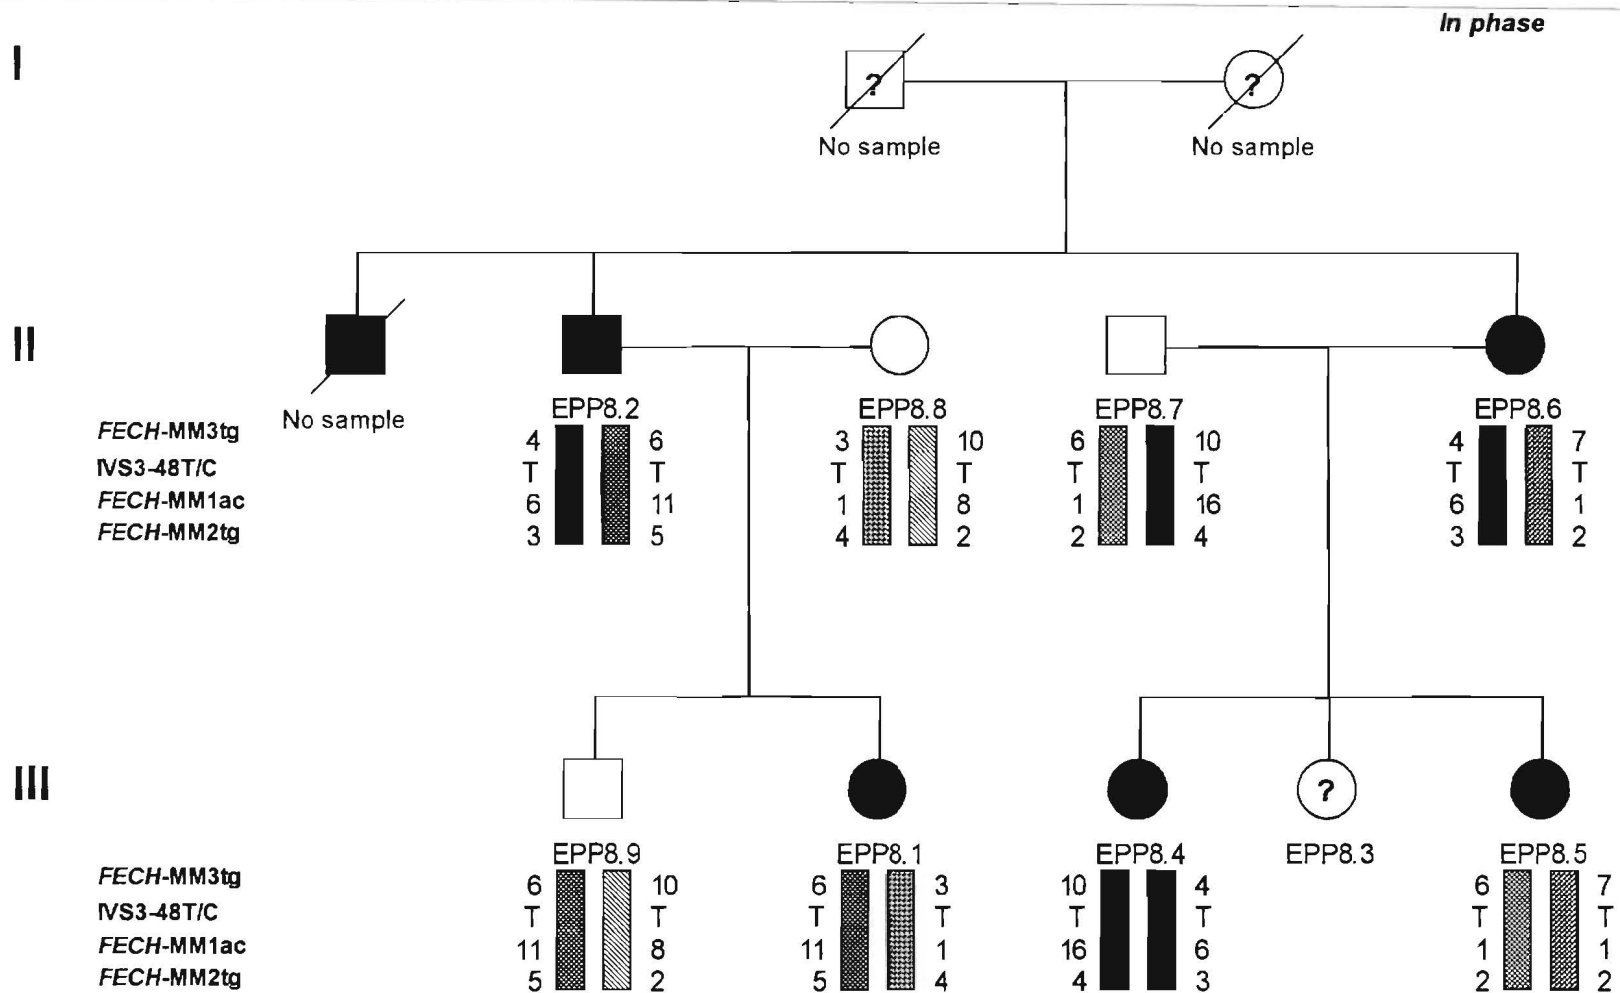 In phase
I
? ?
No sample No sample
II
No sample
EPP8.2 EPP8.8 EPP8.7 EPP8.6
FECH-MM3tg 4 6 3 10 6 10 4 7
IVS3-48T/C T T T T T T T T
FECH-MM1ac 6 11 1 8 1 16 6 1
FECH-MM2tg 3 5 4 2 2 4 3 2
III
?
EPP8.9 EPP8.1 EPP8.4 EPP8.3 EPP8.5
FECH-MM3tg 6 10 6 3 10 4 6 7
IVS3-48T/C T T T T T T T T
FECH-MM1ac 11 8 11 1 16 6 1 1
FECH-MM2tg 5 2 5 4 4 3 2 2